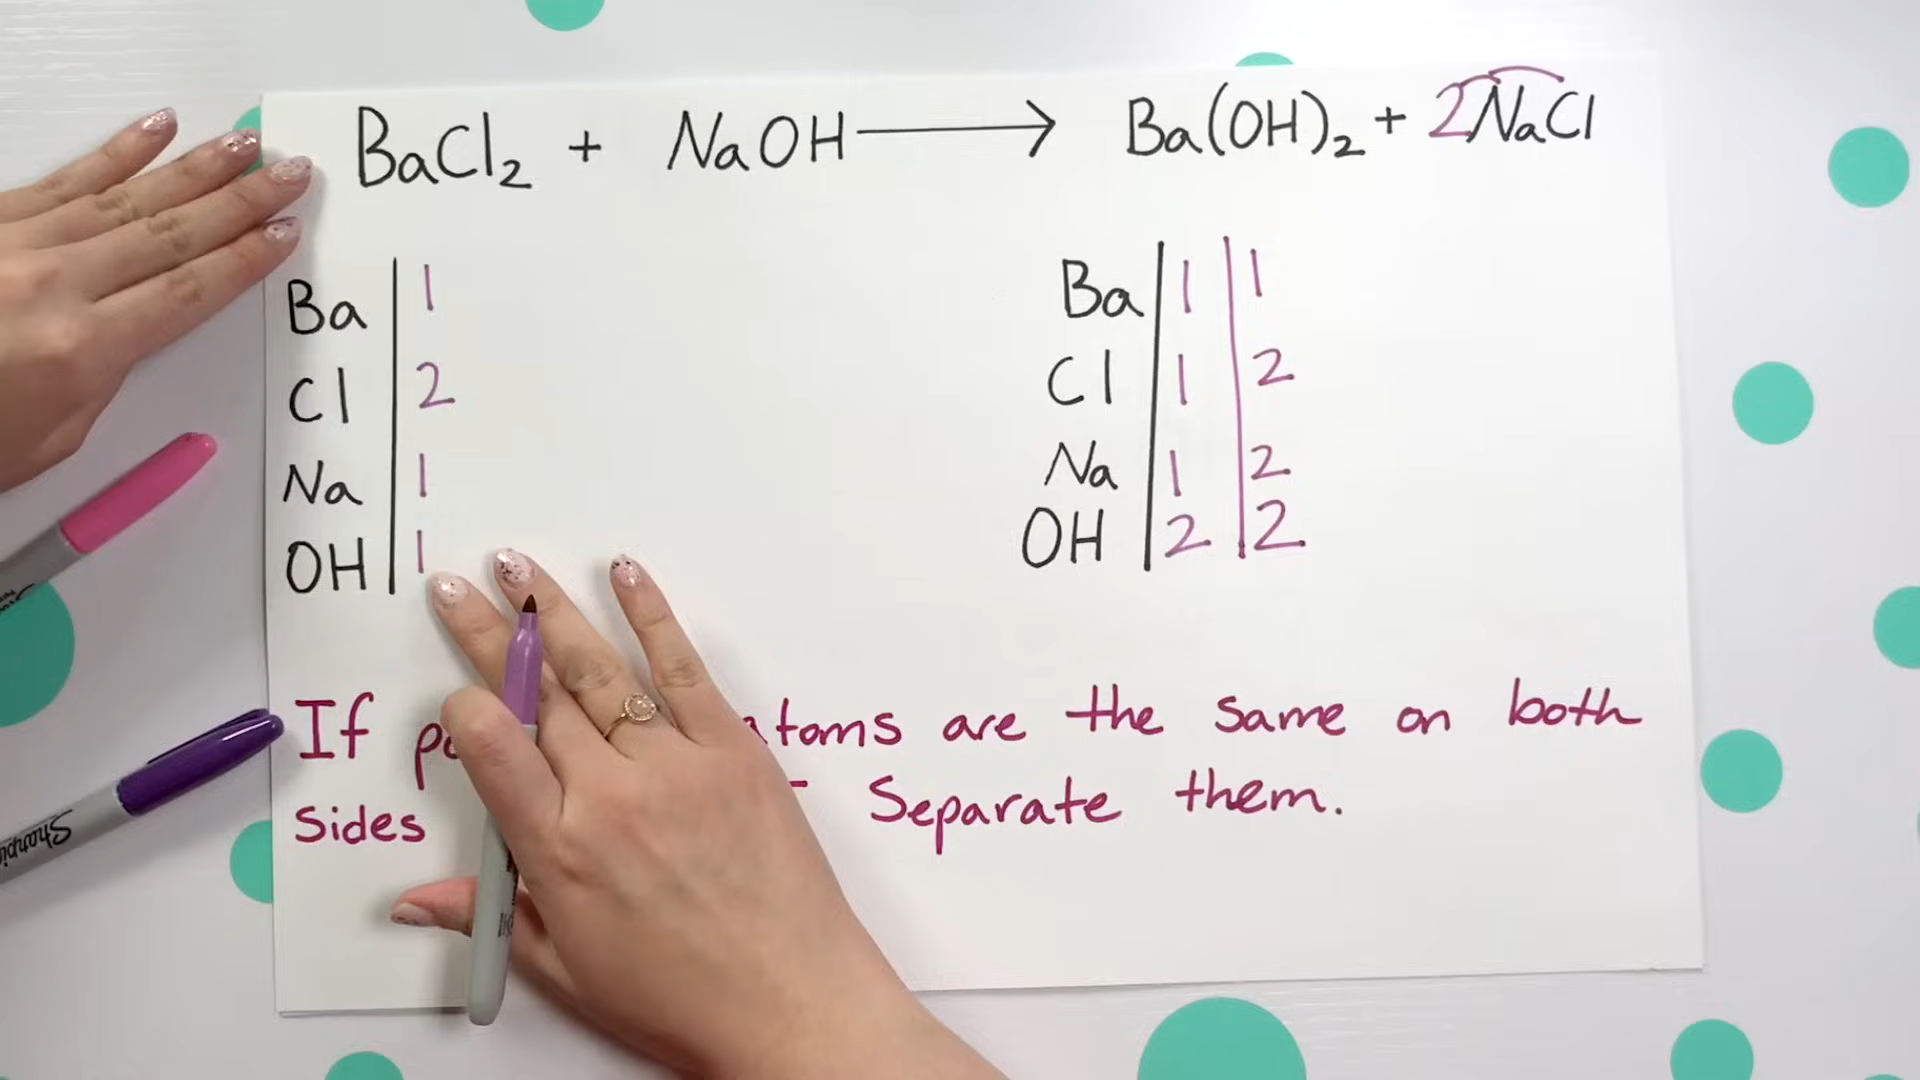 BaCl₂ + NaOH → Ba(OH)₂ + 2NaCl
Ba 1
Cl 2
Na 1
OH 1
Ba 1 1
Cl 1 2
Na 1 2
OH 2 2
If are the same on both
sides Separate them.
Sharpie